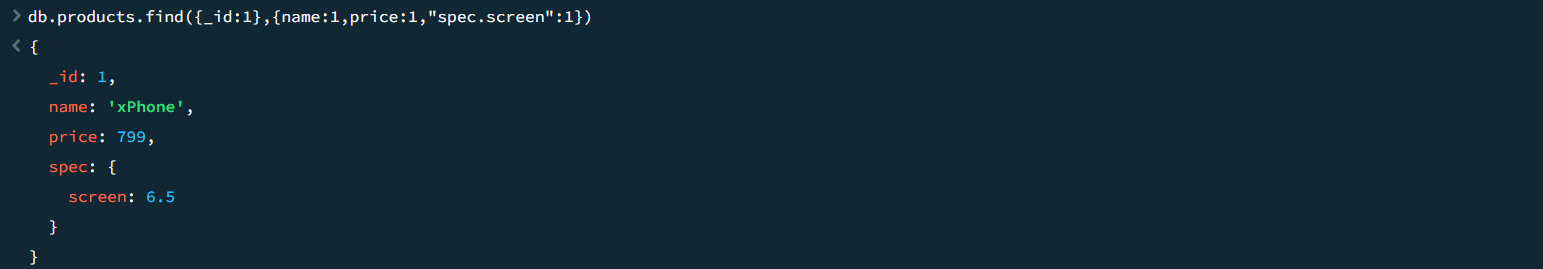 > db.products.find({_id:1},{name:1,price:1,"spec.screen":1})
< {
_id: 1,
name: 'xPhone',
price: 799,
spec: {
screen: 6.5
}
}